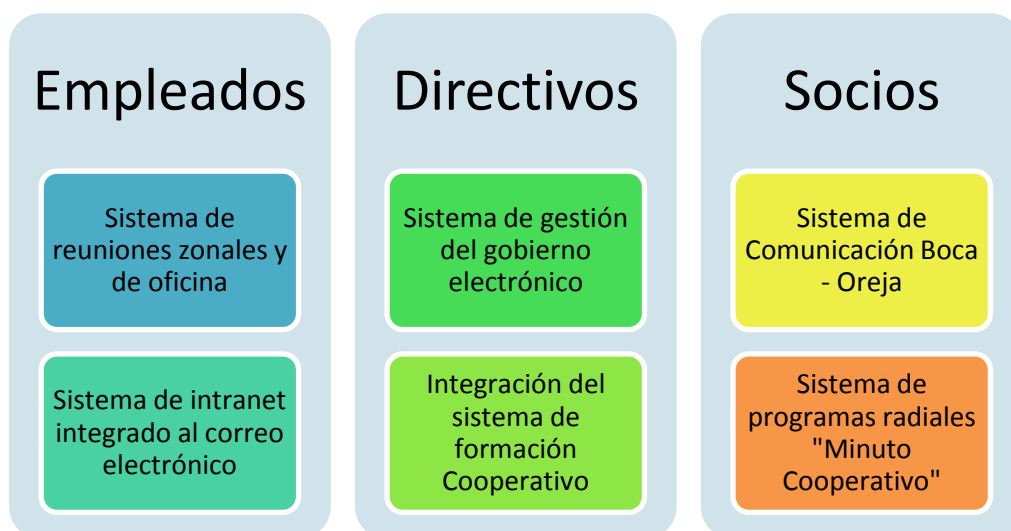 Empleados
Sistema de
reuniones zonales y
de oficina
Sistema de intranet
integrado al correo
electrónico
Directivos
Sistema de gestión
del gobierno
electrónico
Integración del
sistema de
formación
Cooperativo
Socios
Sistema de
Comunicación Boca
- Oreja
Sistema de
programas radiales
"Minuto
Cooperativo"